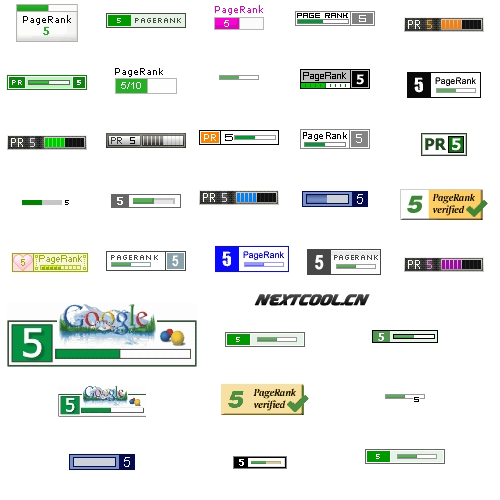 PageRank
5
5 PAGERANK
PageRank
5
PAGE RANK
5
PR 5
PR 5
PageRank
5/10
PageRank
5
5 PageRank
PR 5
PR 5
PR 5
PageRank
5
PR 5
5
5
PR 5
5
5 PageRank
verified
5 PageRank
PAGERANK
5
5 PageRank
5 PAGERANK
PR 5
NEXTCOOL.CN
Google
5
5
5
Google
5
5 PageRank
verified
5
5
5
5